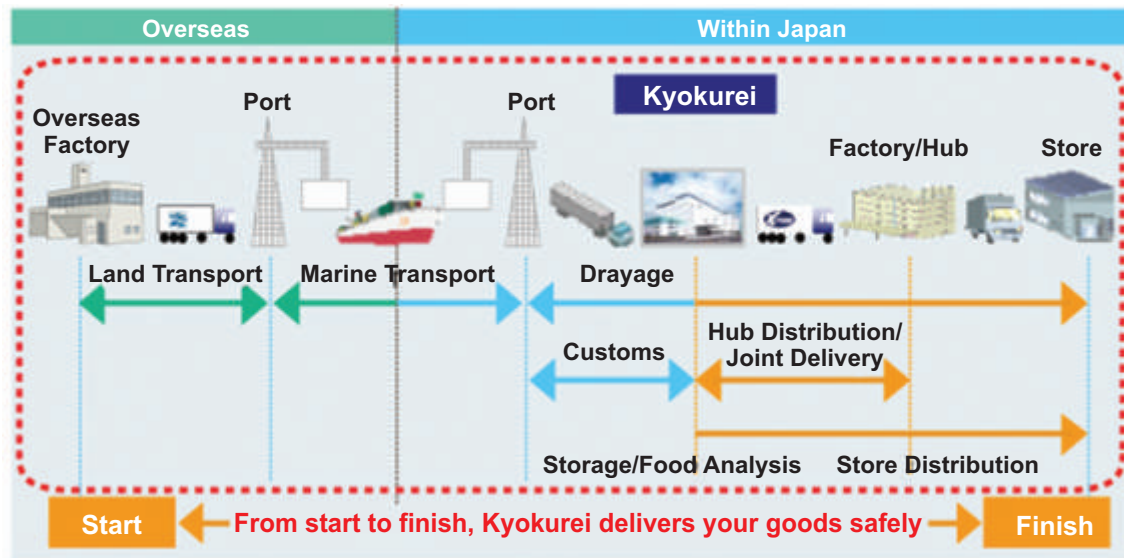 Overseas
Within Japan
Kyokurei
Port
Port
Overseas
Factory
Factory/Hub
Store
Land Transport
Marine Transport
Drayage
Customs
Hub Distribution/
Joint Delivery
Storage/Food Analysis
Store Distribution
Start
From start to finish, Kyokurei delivers your goods safely
Finish